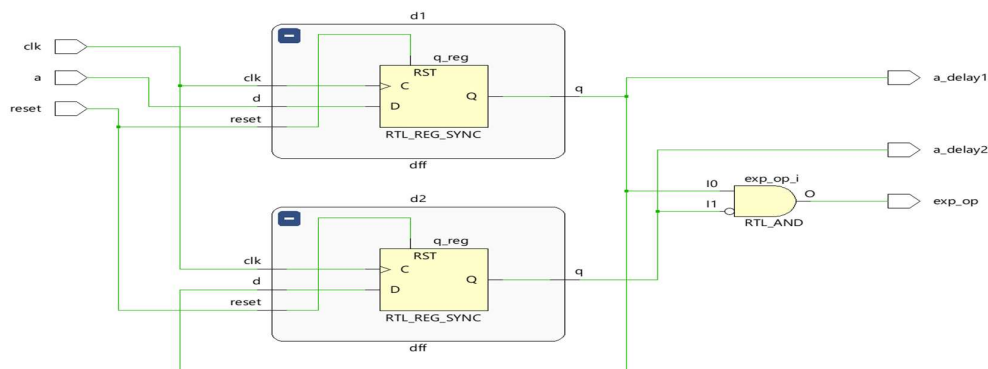 d1
clk
a
reset
clk
d
reset
q_reg
RST
C
D
Q
RTL_REG_SYNC
q
dff
a_delay1
a_delay2
I0
I1
exp_op_i
O
RTL_AND
exp_op
d2
clk
d
reset
q_reg
RST
C
D
Q
RTL_REG_SYNC
q
dff